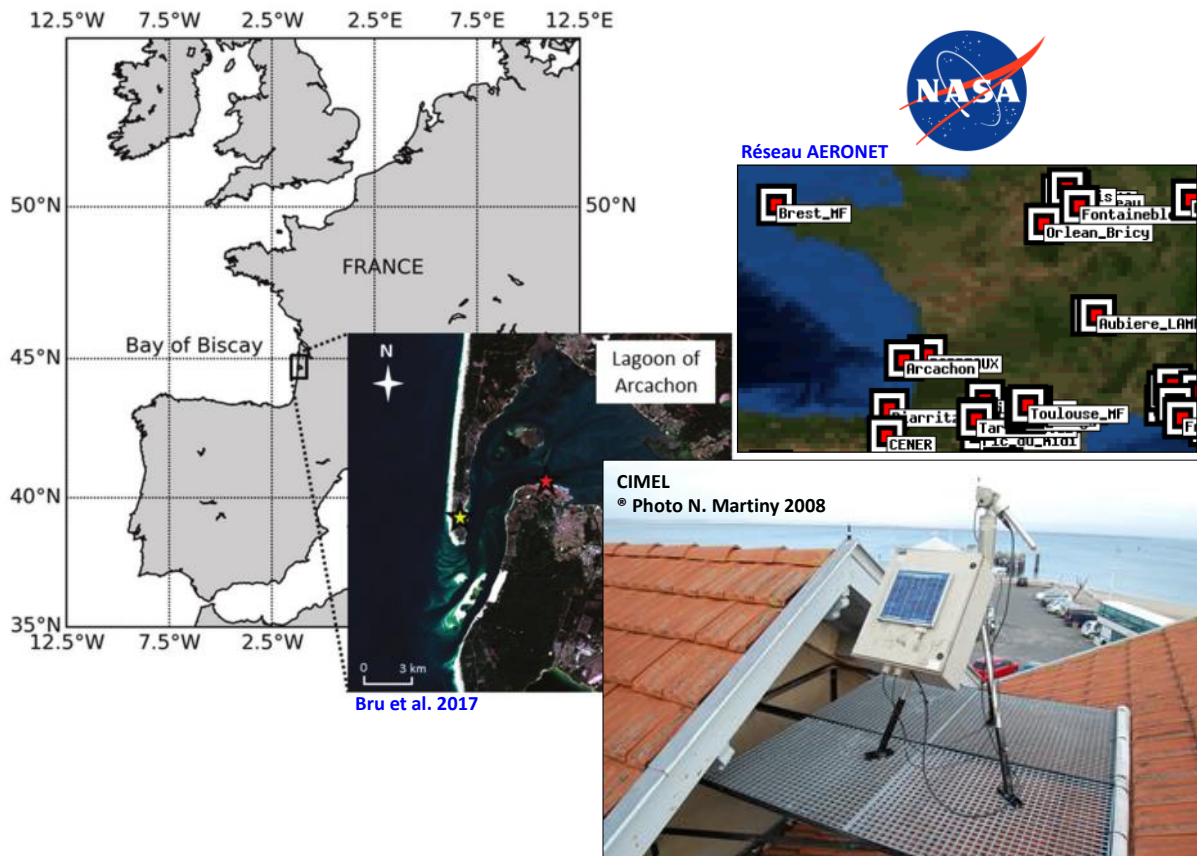 12.5°W 7.5°W 2.5°W 2.5°E 7.5°E 12.5°E
50°N 50°N
FRANCE
Bay of Biscay
45°N
40°N
35°N
12.5°W 7.5°W 2.5°W
N
Lagoon of
Arcachon
0 3 km
Bru et al. 2017
NASA
Réseau AERONET
Brest_MF
Fontaineble
Orlean_Bricy
Aubiere_LAM
Arcachon
Toulouse_MF
Tar
CENER
CIMEL
® Photo N. Martiny 2008